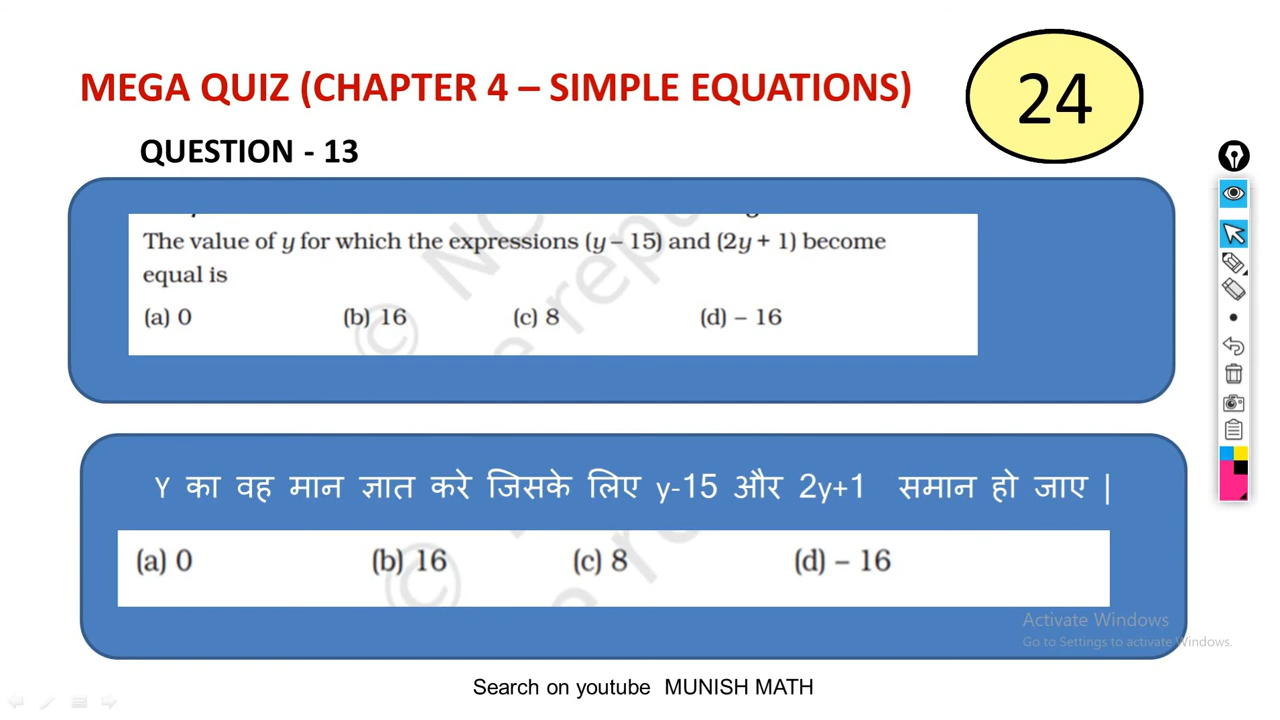 MEGA QUIZ (CHAPTER 4 – SIMPLE EQUATIONS)
24
QUESTION - 13
The value of y for which the expressions (y – 15) and (2y + 1) become
equal is
(a) 0 (b) 16 (c) 8 (d) – 16
Y का वह मान ज्ञात करे जिसके लिए y-15 और 2y+1 समान हो जाए |
(a) 0 (b) 16 (c) 8 (d) – 16
Activate Windows
Go to Settings to activate Windows.
Search on youtube MUNISH MATH